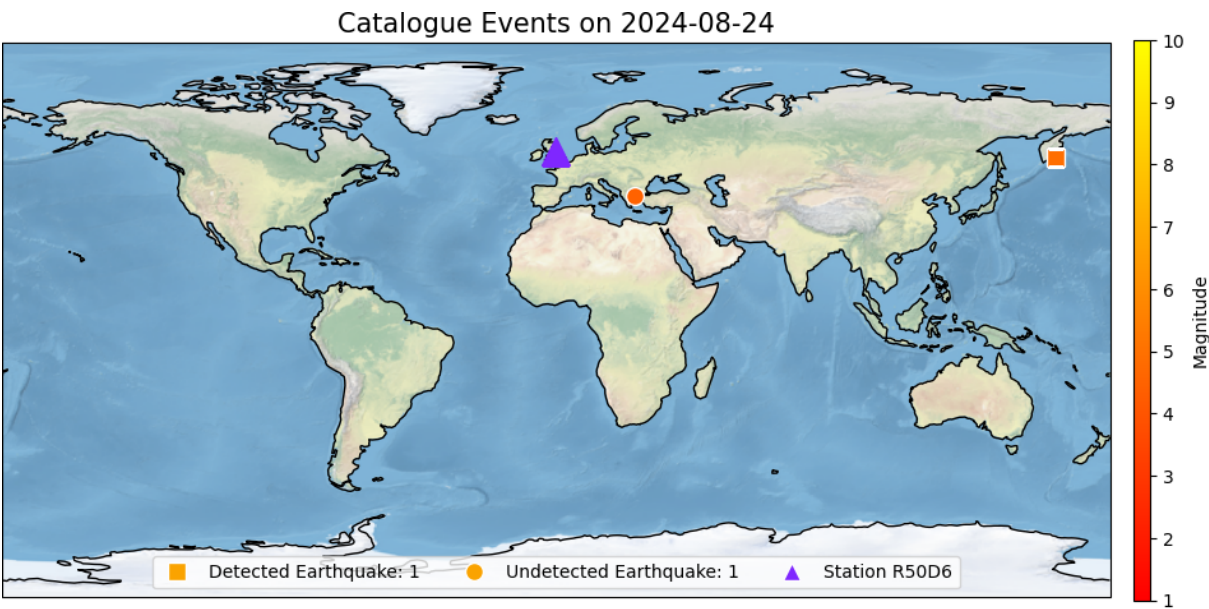 Catalogue Events on 2024-08-24
10
9
8
7
6
5
4
3
2
1
Magnitude
Detected Earthquake: 1
Undetected Earthquake: 1
Station R50D6